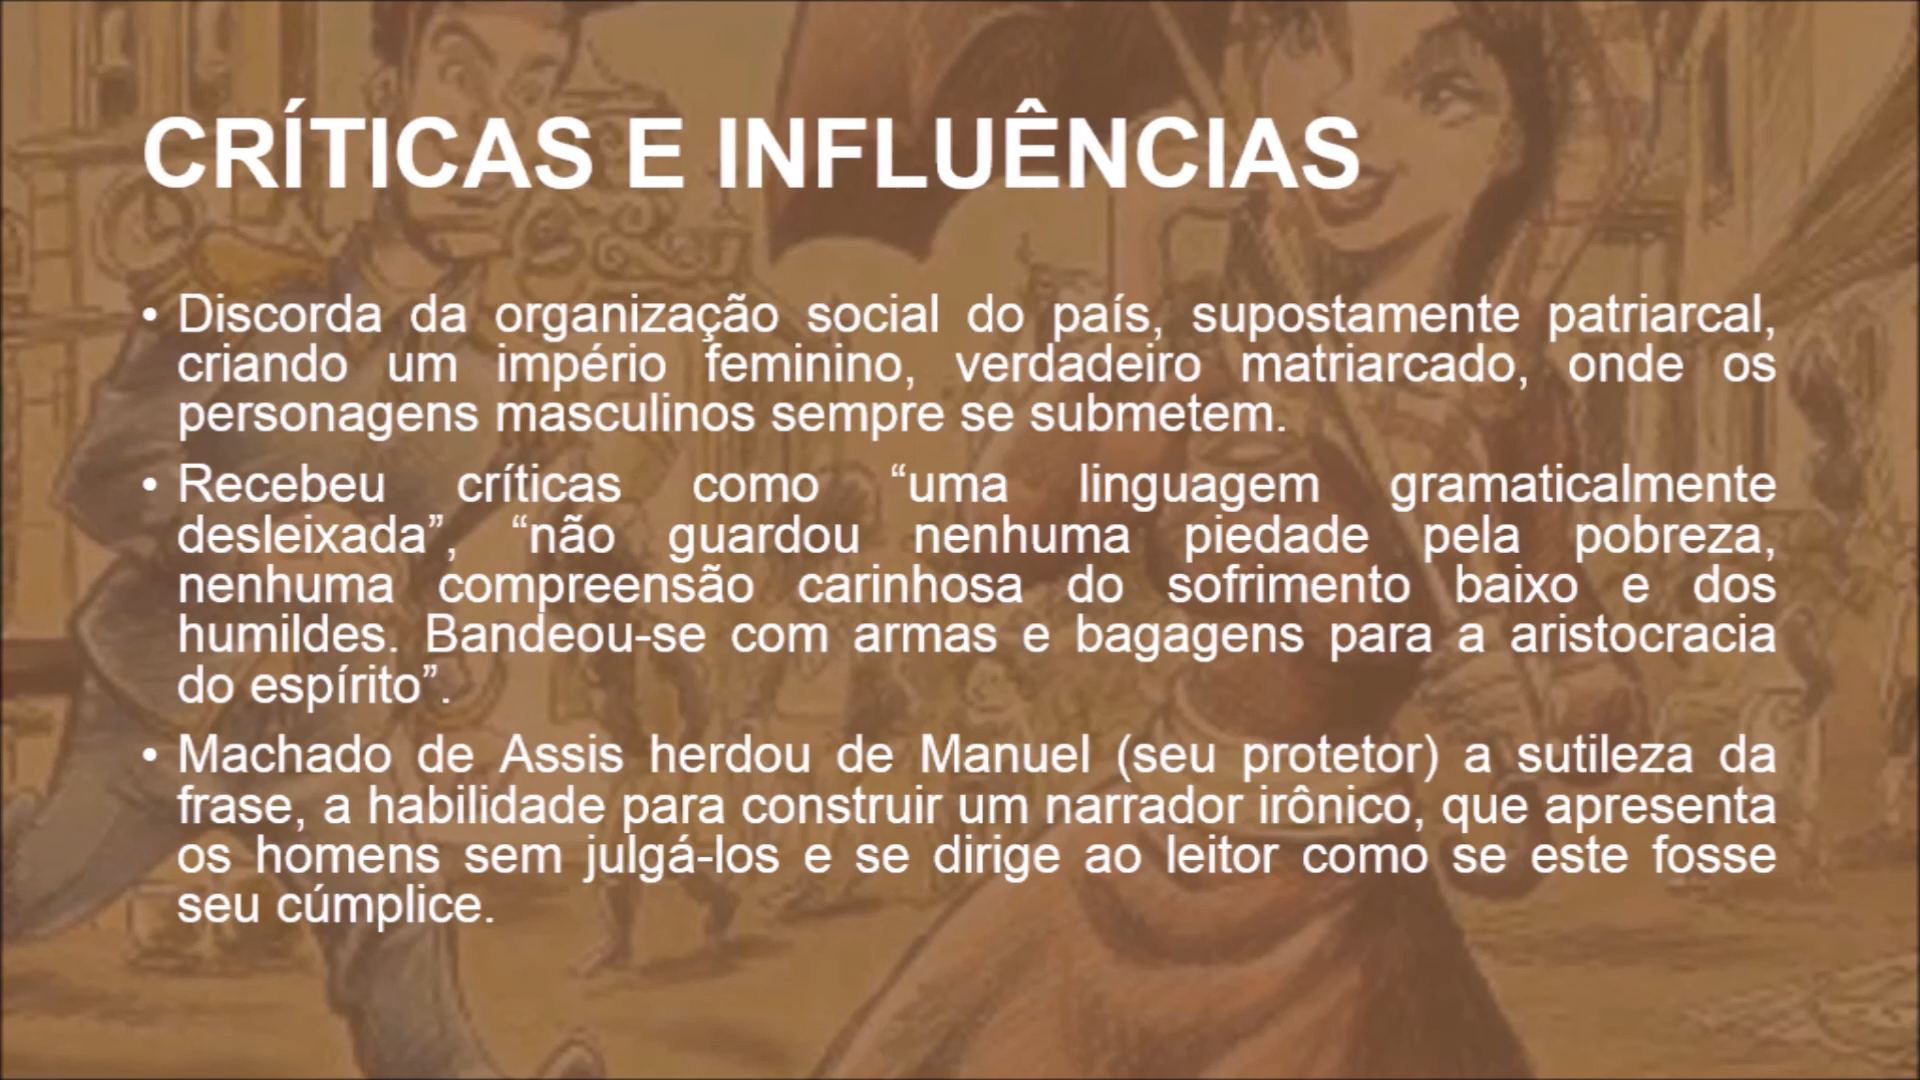 CRÍTICAS E INFLUÊNCIAS
• Discorda da organização social do país, supostamente patriarcal,
criando um império feminino, verdadeiro matriarcado, onde os
personagens masculinos sempre se submetem.
• Recebeu críticas como “uma linguagem gramaticalmente
desleixada”, “não guardou nenhuma piedade pela pobreza,
nenhuma compreensão carinhosa do sofrimento baixo e dos
humildes. Bandeou-se com armas e bagagens para a aristocracia
do espírito”.
• Machado de Assis herdou de Manuel (seu protetor) a sutileza da
frase, a habilidade para construir um narrador irônico, que apresenta
os homens sem julgá-los e se dirige ao leitor como se este fosse
seu cúmplice.